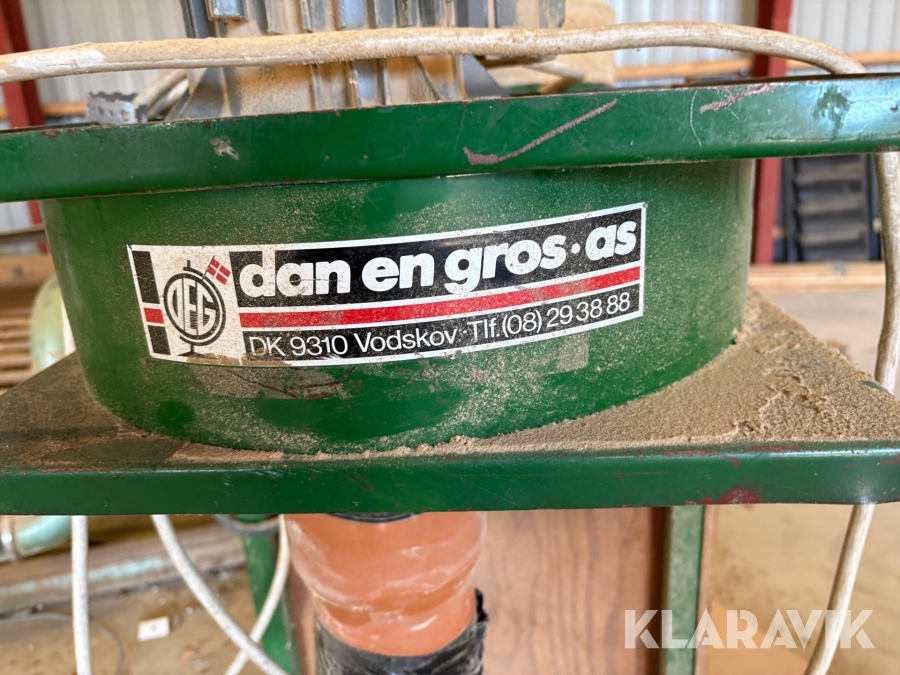 DEG
dan en gros·as
DK 9310 Vodskov·Tlf.(08) 29 38 88
KLARAVIK